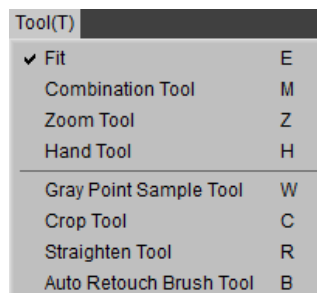 Tool(T)
✔ Fit E
Combination Tool M
Zoom Tool Z
Hand Tool H
Gray Point Sample Tool W
Crop Tool C
Straighten Tool R
Auto Retouch Brush Tool B